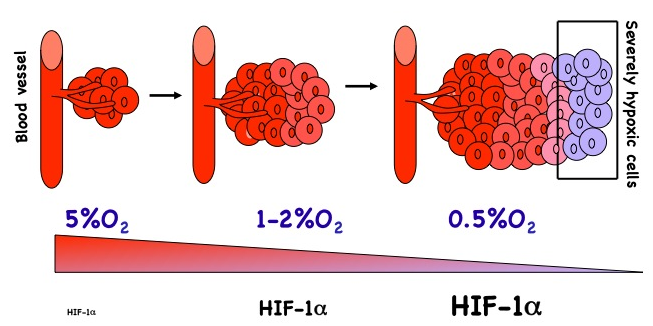 Blood vessel
Severely hypoxic cells
5%O₂
1-2%O₂
0.5%O₂
HIF-1α
HIF-1α
HIF-1α